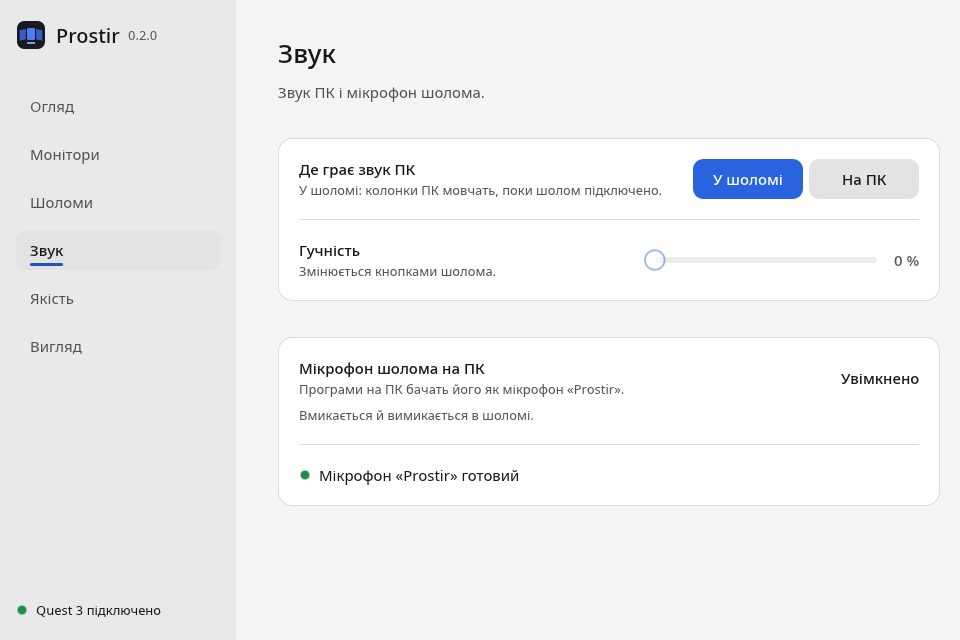 Prostir 0.2.0
Огляд
Монітори
Шоломи
Звук
Якість
Вигляд
Quest 3 підключено
Звук
Звук ПК і мікрофон шолома.
Де грає звук ПК
У шоломі: колонки ПК мовчать, поки шолом підключено.
У шоломі
На ПК
Гучність
Змінюється кнопками шолома.
0 %
Мікрофон шолома на ПК
Програми на ПК бачать його як мікрофон «Prostir».
Вмикається й вимикається в шоломі.
Увімкнено
Мікрофон «Prostir» готовий